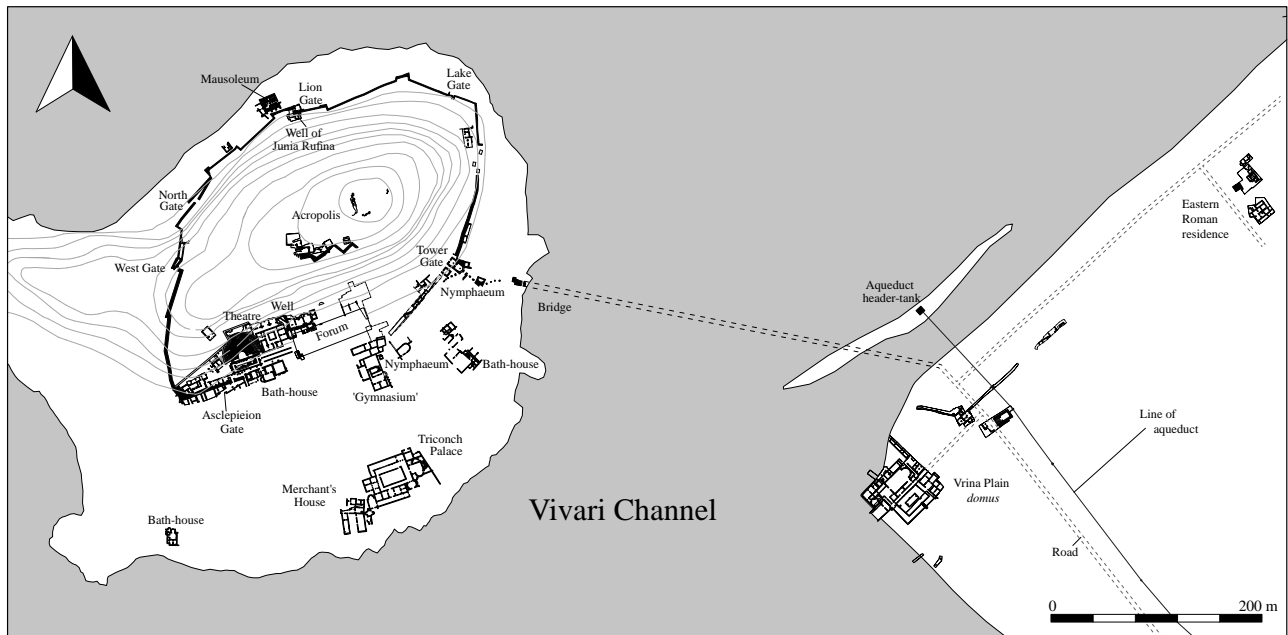 Mausoleum
Lion
Gate
Lake
Gate
Well of
Junia Rufina
North
Gate
Acropolis
West Gate
Tower
Gate
Nymphaeum
Bridge
Theatre
Well
Forum
Nymphaeum
Bath-house
Bath-house
'Gymnasium'
Asclepieion
Gate
Triconch
Palace
Merchant's
House
Bath-house
Vivari Channel
Aqueduct
header-tank
Eastern
Roman
residence
Line of
aqueduct
Vrina Plain
domus
Road
0
200 m